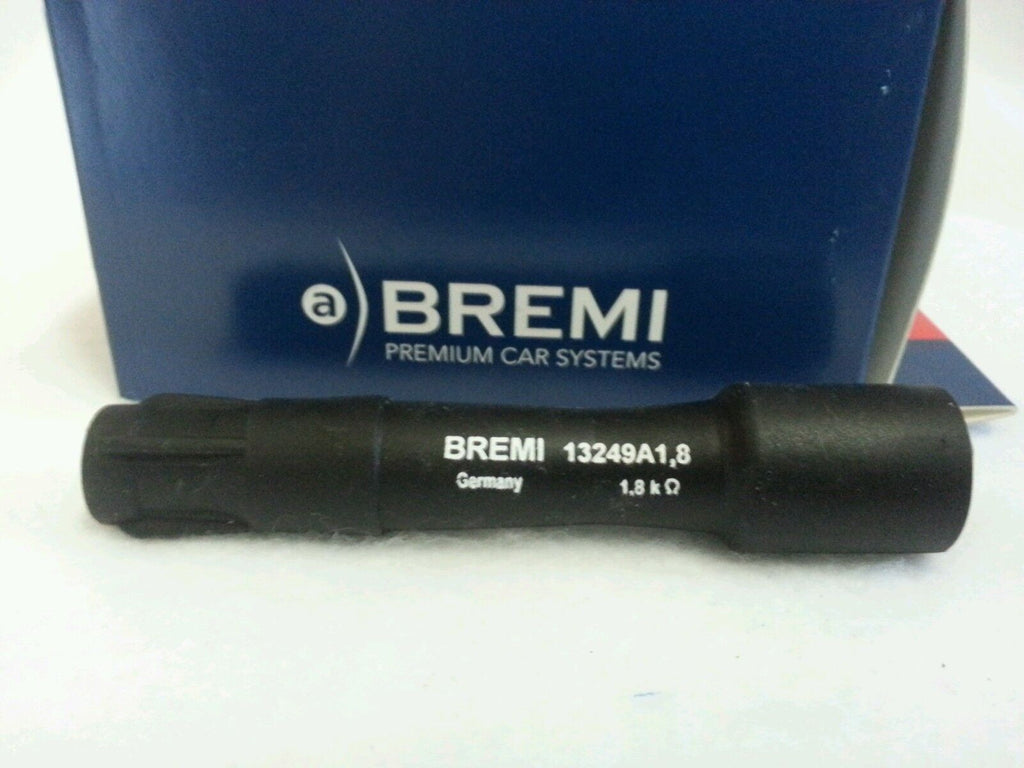 a BREMI
PREMIUM CAR SYSTEMS
BREMI 13249A1,8
Germany 1,8 k Ω